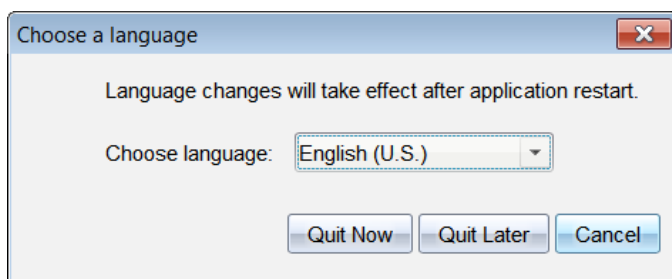 Choose a language
Language changes will take effect after application restart.
Choose language: English (U.S.)
Quit Now Quit Later Cancel